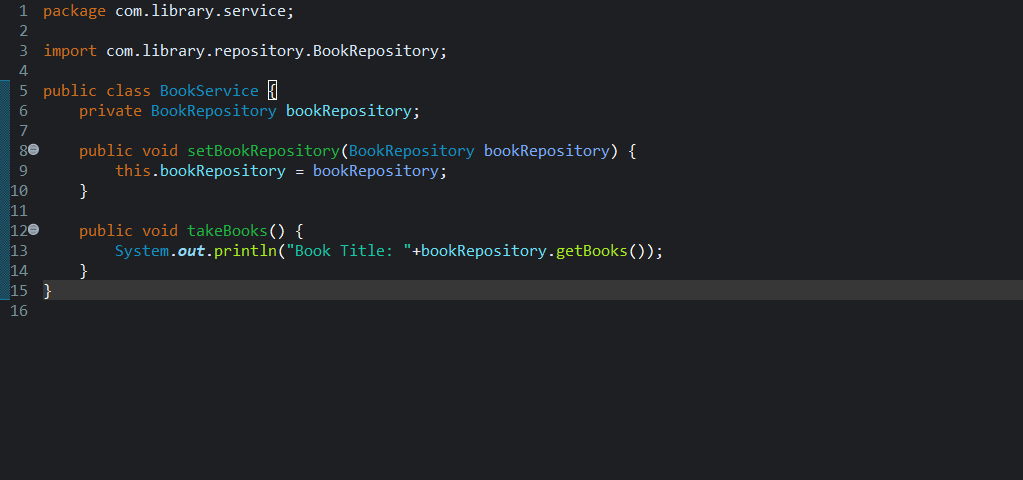 1 package com.library.service;
2
3 import com.library.repository.BookRepository;
4
5 public class BookService {
6     private BookRepository bookRepository;
7
8     public void setBookRepository(BookRepository bookRepository) {
9         this.bookRepository = bookRepository;
10     }
11
12     public void takeBooks() {
13         System.out.println("Book Title: "+bookRepository.getBooks());
14     }
15 }
16